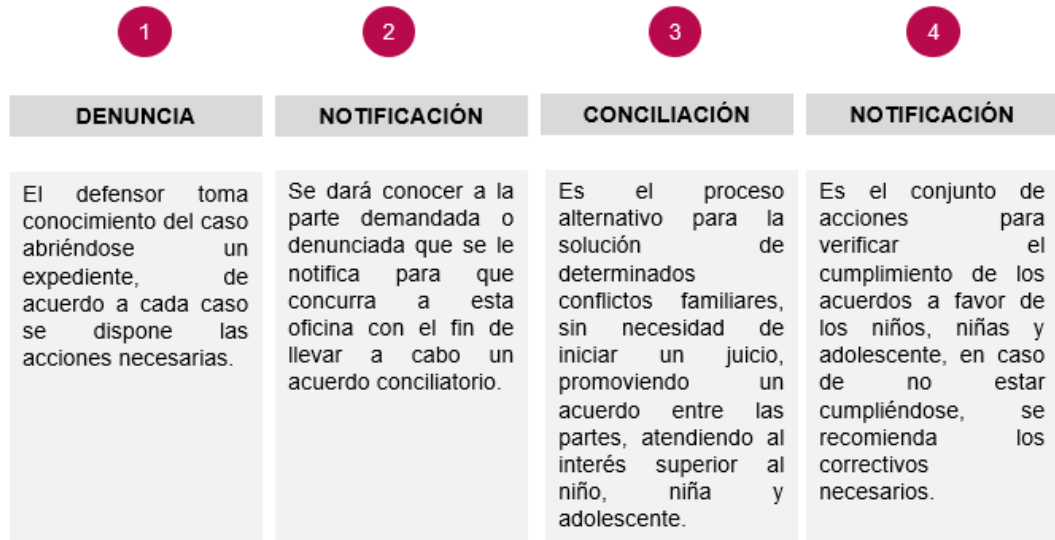 1
DENUNCIA
El defensor toma
conocimiento del caso
abriéndose un
expediente, de
acuerdo a cada caso
se dispone las
acciones necesarias.
2
NOTIFICACIÓN
Se dará conocer a la
parte demandada o
denunciada que se le
notifica para que
concurra a esta
oficina con el fin de
llevar a cabo un
acuerdo conciliatorio.
3
CONCILIACIÓN
Es el proceso
alternativo para la
solución de
determinados
conflictos familiares,
sin necesidad de
iniciar un juicio,
promoviendo un
acuerdo entre las
partes, atendiendo al
interés superior al
niño, niña y
adolescente.
4
NOTIFICACIÓN
Es el conjunto de
acciones para
verificar el
cumplimiento de los
acuerdos a favor de
los niños, niñas y
adolescente, en caso
de no estar
cumpliéndose, se
recomienda los
correctivos
necesarios.